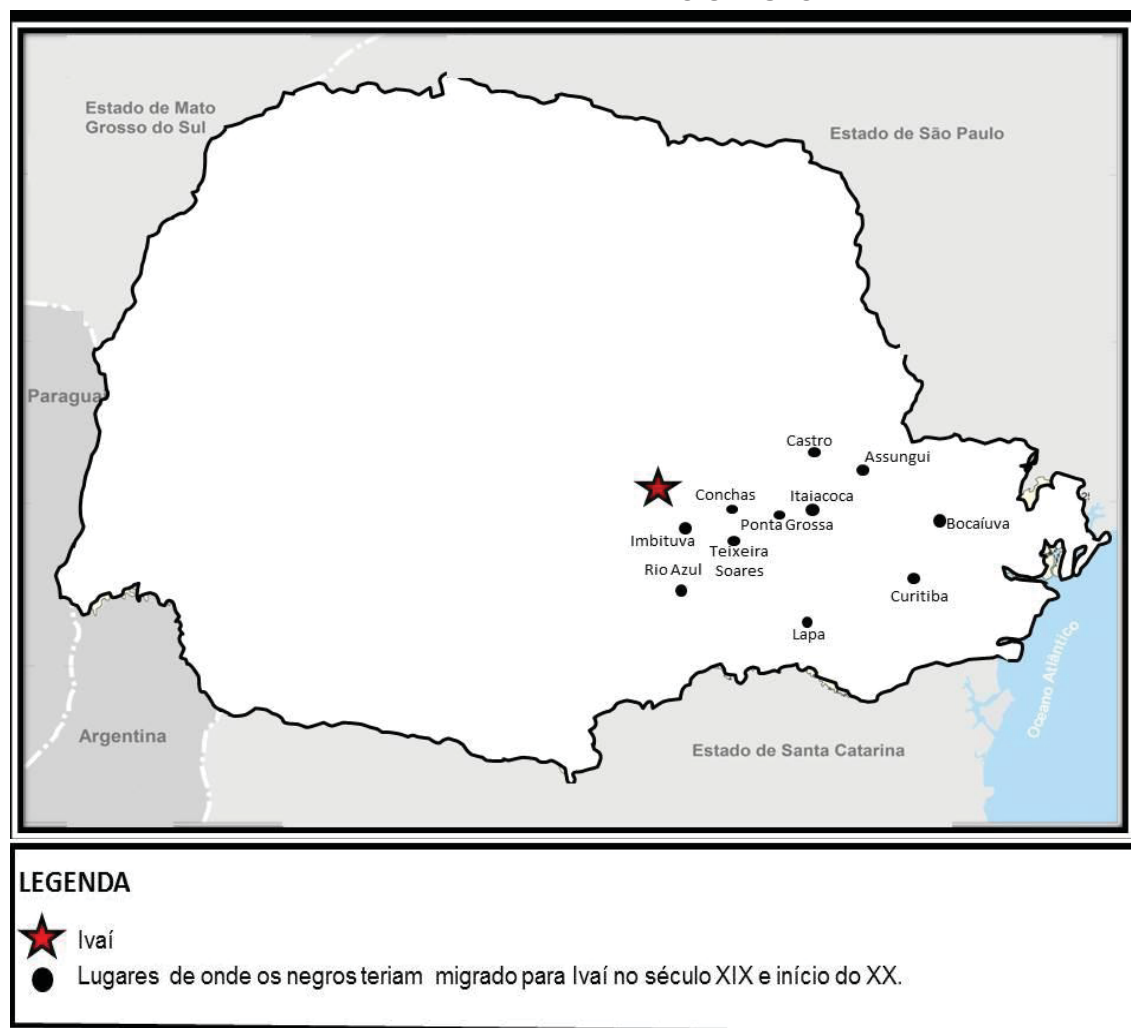 Estado de Mato
Grosso do Sul
Estado de São Paulo
Paragua
Castro
Assungui
Conchas
Itaiacoca
Ponta Grossa
Bocaíuva
Imbituva
Teixeira
Soares
Rio Azul
Curitiba
Lapa
Oceano Atlântico
Argentina
Estado de Santa Catarina
LEGENDA
Ivaí
Lugares de onde os negros teriam migrado para Ivaí no século XIX e início do XX.